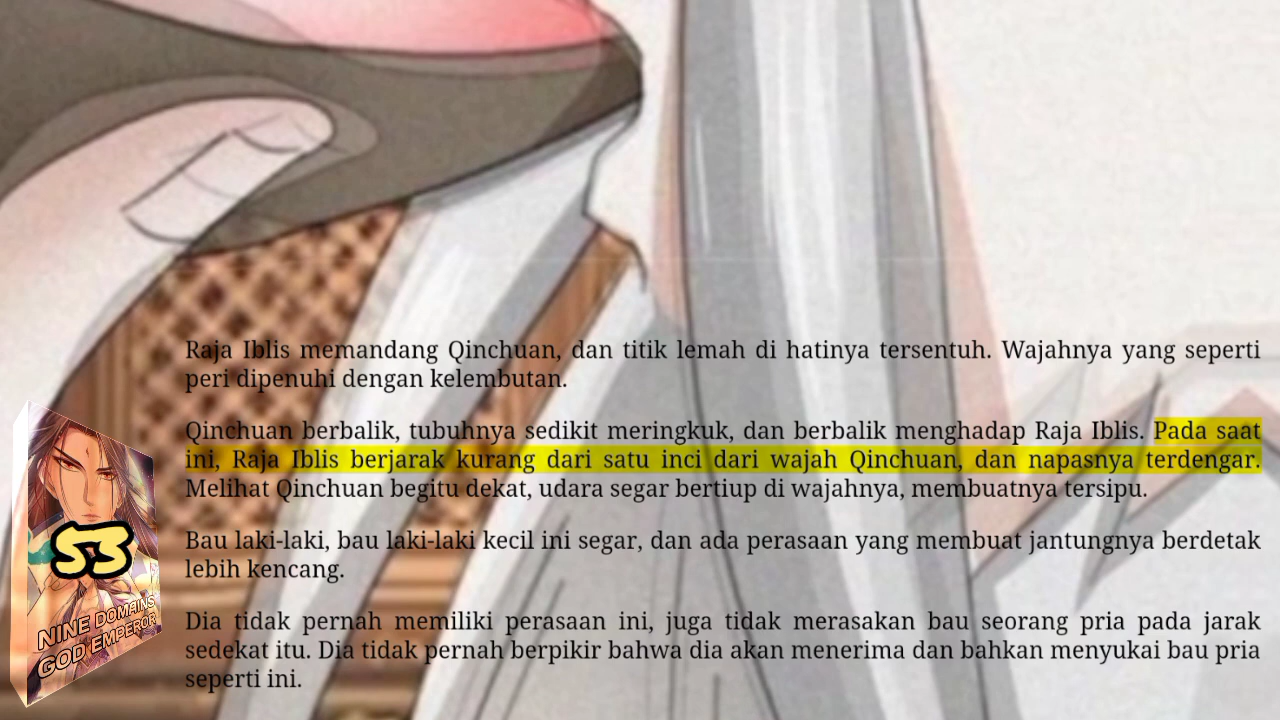 Raja Iblis memandang Qinchuan, dan titik lemah di hatinya tersentuh. Wajahnya yang seperti
peri dipenuhi dengan kelembutan.
Qinchuan berbalik, tubuhnya sedikit meringkuk, dan berbalik menghadap Raja Iblis. Pada saat
ini, Raja Iblis berjarak kurang dari satu inci dari wajah Qinchuan, dan napasnya terdengar.
Melihat Qinchuan begitu dekat, udara segar bertiup di wajahnya, membuatnya tersipu.
Bau laki-laki, bau laki-laki kecil ini segar, dan ada perasaan yang membuat jantungnya berdetak
lebih kencang.
Dia tidak pernah memiliki perasaan ini, juga tidak merasakan bau seorang pria pada jarak
sedekat itu. Dia tidak pernah berpikir bahwa dia akan menerima dan bahkan menyukai bau pria
seperti ini.
53
NINE DOMAINS
GOD EMPEROR